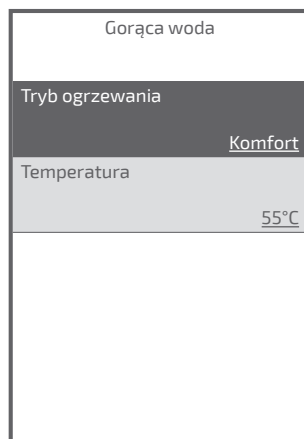 Gorąca woda
Tryb ogrzewania
Komfort
Temperatura
55°C